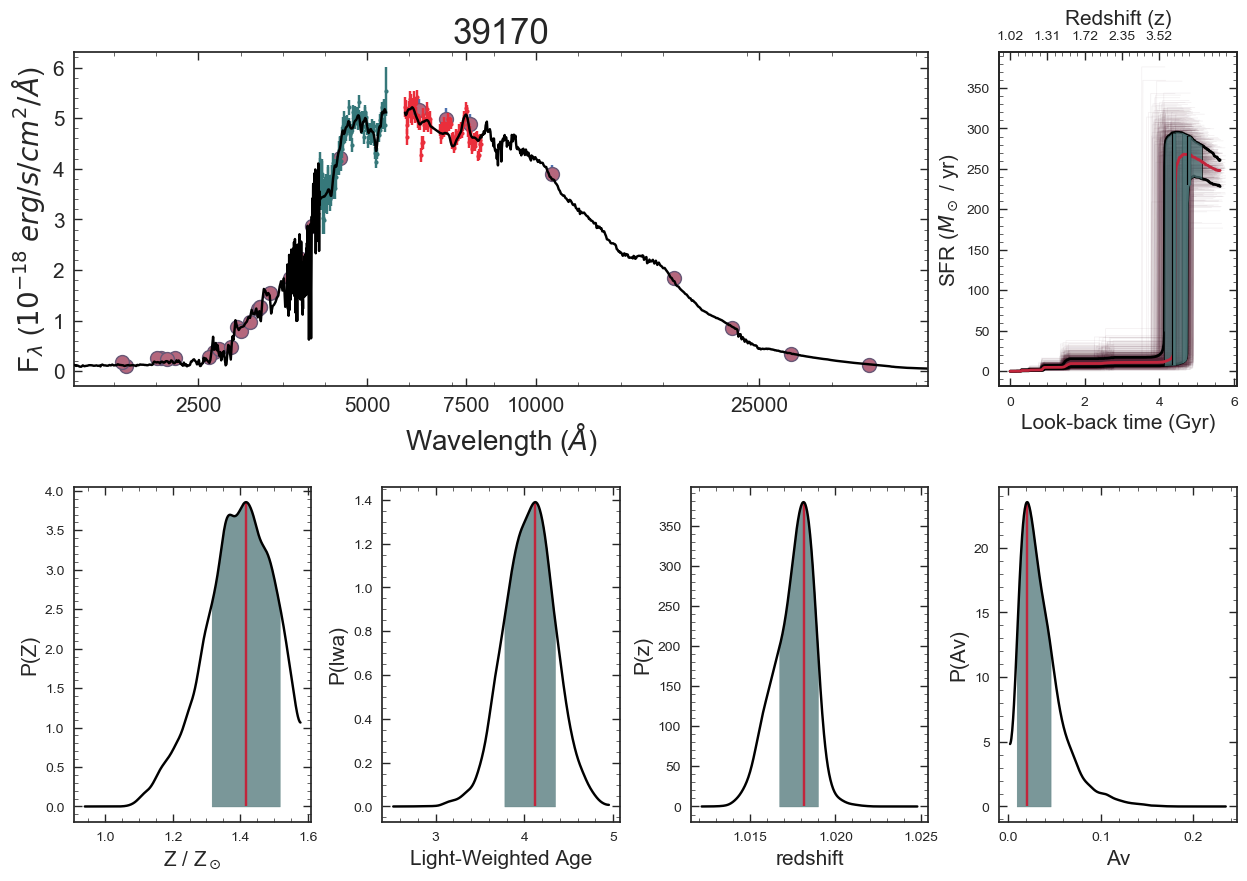 39170
6
5
4
3
2
1
0
F_λ (10^{-18} erg/s/cm^2/Å)
2500 5000 7500 10000 25000
Wavelength (Å)
Redshift (z)
1.02 1.31 1.72 2.35 3.52
350
300
250
200
150
100
50
0
SFR (M_⊙ / yr)
0 2 4 6
Look-back time (Gyr)
4.0
3.5
3.0
2.5
2.0
1.5
1.0
0.5
0.0
P(Z)
1.0 1.2 1.4 1.6
Z / Z_⊙
1.4
1.2
1.0
0.8
0.6
0.4
0.2
0.0
P(lwa)
3 4 5
Light-Weighted Age
350
300
250
200
150
100
50
0
P(z)
1.015 1.020 1.025
redshift
20
15
10
5
0
P(Av)
0.0 0.1 0.2
Av